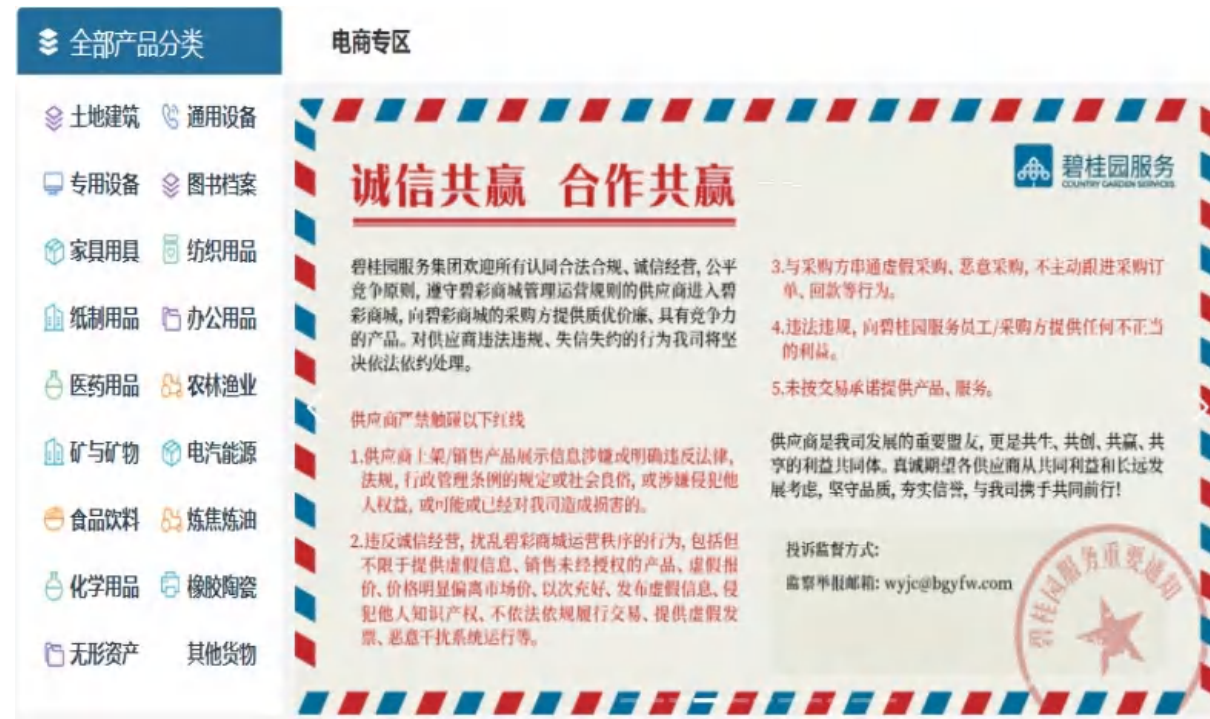 全部产品分类
电商专区
土地建筑 通用设备
专用设备 图书档案
家具用具 纺织用品
纸制用品 办公用品
医药用品 农林渔业
矿与矿物 电汽能源
食品饮料 炼焦炼油
化学用品 橡胶陶瓷
无形资产 其他货物
碧桂园服务
COUNTRY GARDEN SERVICES
诚信共赢 合作共赢
碧桂园服务集团欢迎所有认同合法合规、诚信经营, 公平
竞争原则, 遵守碧彩商城管理运营规则的供应商进入碧
彩商城, 向碧彩商城的采购方提供质优价廉、具有竞争力
的产品。对供应商违法违规、失信失约的行为我司将坚
决依法依约处理。
供应商严禁触碰以下红线
1.供应商上架/销售产品展示信息涉嫌或明确违反法律,
法规, 行政管理条例的规定或社会良俗, 或涉嫌侵犯他
人权益, 或可能或已经对我司造成损害的。
2.违反诚信经营, 扰乱碧彩商城运营秩序的行为, 包括但
不限于提供虚假信息、销售未经授权的产品、虚假报
价、价格明显偏离市场价、以次充好、发布虚假信息、侵
犯他人知识产权、不依法依规履行交易、提供虚假发
票、恶意干扰系统运行等。
3.与采购方串通虚假采购、恶意采购, 不主动跟进采购订
单、回款等行为。
4.违法违规, 向碧桂园服务员工/采购方提供任何不正当
的利益。
5.未按交易承诺提供产品、服务。
供应商是我司发展的重要盟友, 更是共生、共创、共赢、共
享的利益共同体。真诚期望各供应商从共同利益和长远发
展考虑, 坚守品质, 夯实信誉, 与我司携手共同前行!
投诉监督方式:
监察举报邮箱: wyjc@bgyfw.com
碧桂园服务重要通知